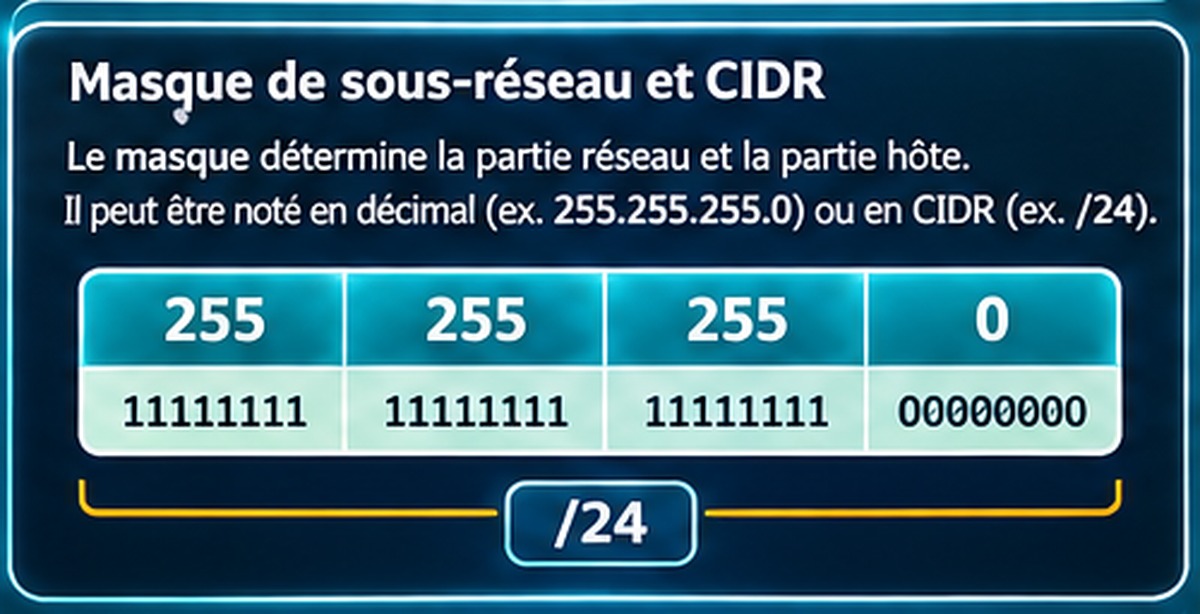 Masque de sous-réseau et CIDR
Le masque détermine la partie réseau et la partie hôte.
Il peut être noté en décimal (ex. 255.255.255.0) ou en CIDR (ex. /24).
255 255 255 0
11111111 11111111 11111111 00000000
/24